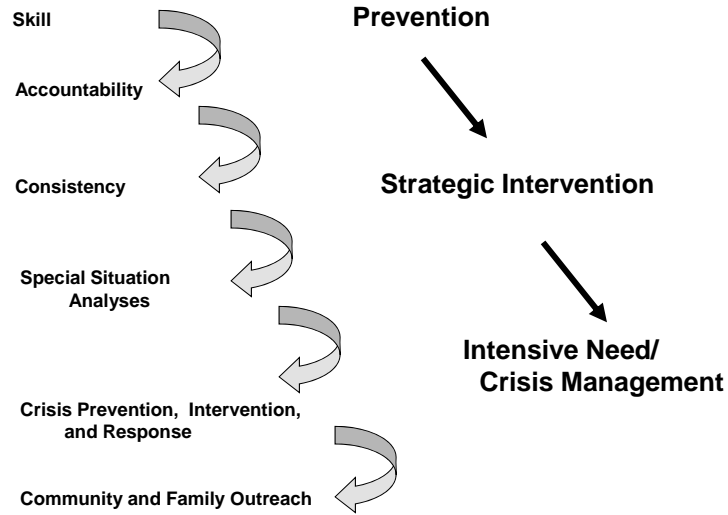 Skill
Accountability
Consistency
Special Situation
Analyses
Crisis Prevention, Intervention,
and Response
Community and Family Outreach
Prevention
Strategic Intervention
Intensive Need/
Crisis Management